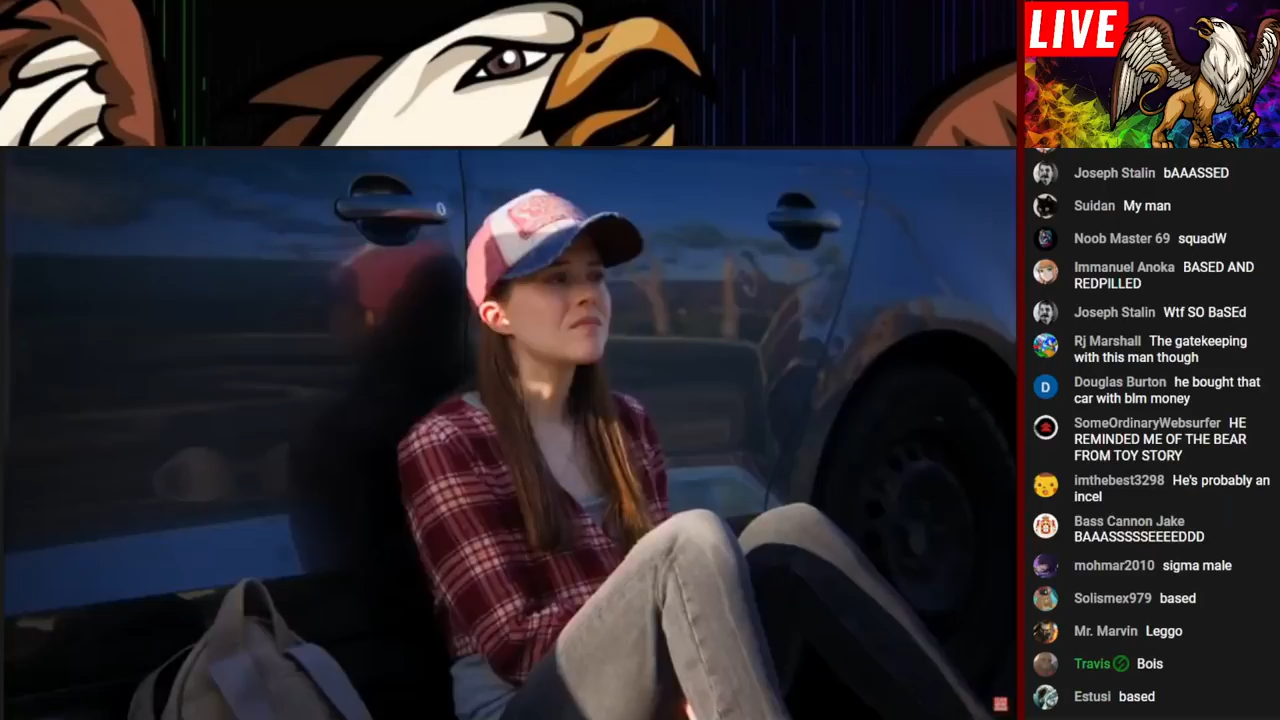 LIVE
Joseph Stalin bAAASSED
Suidan My man
Noob Master 69 squadW
Immanuel Anoka BASED AND
REDPILLED
Joseph Stalin Wtf SO BaSEd
Rj Marshall The gatekeeping
with this man though
Douglas Burton he bought that
D
car with blm money
SomeOrdinaryWebsurfer HE
REMINDED ME OF THE BEAR
FROM TOY STORY
imthebest3298 He's probably an
incel
Bass Cannon Jake
BAAASSSSSEEEEDDD
mohmar2010 sigma male
Solismex979 based
Mr. Marvin Leggo
Travis Bois
Estusi based